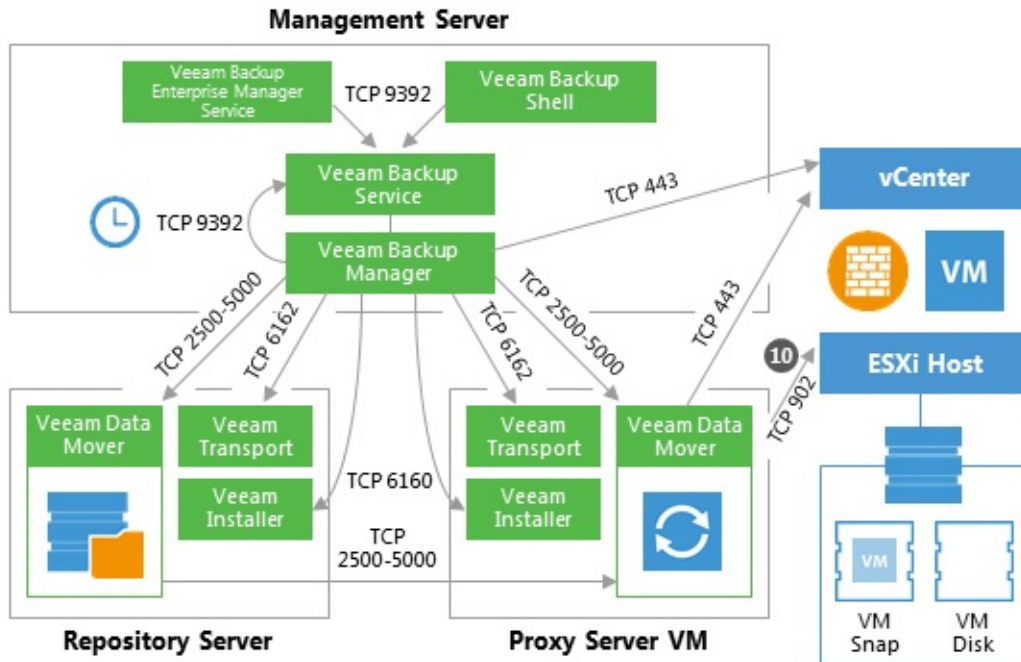 Management Server
Veeam Backup
Enterprise Manager
Service
TCP 9392
Veeam Backup
Shell
Veeam Backup
Service
TCP 9392
Veeam Backup
Manager
TCP 443
vCenter
VM
TCP 2500-5000
TCP 6162
TCP 6162
TCP 2500-5000
TCP 443
10
TCP 902
ESXi Host
Veeam Data
Mover
Veeam
Transport
Veeam
Installer
TCP 6160
TCP
2500-5000
Veeam
Transport
Veeam
Installer
Veeam Data
Mover
VM
VM
Snap
VM
Disk
Repository Server
Proxy Server VM